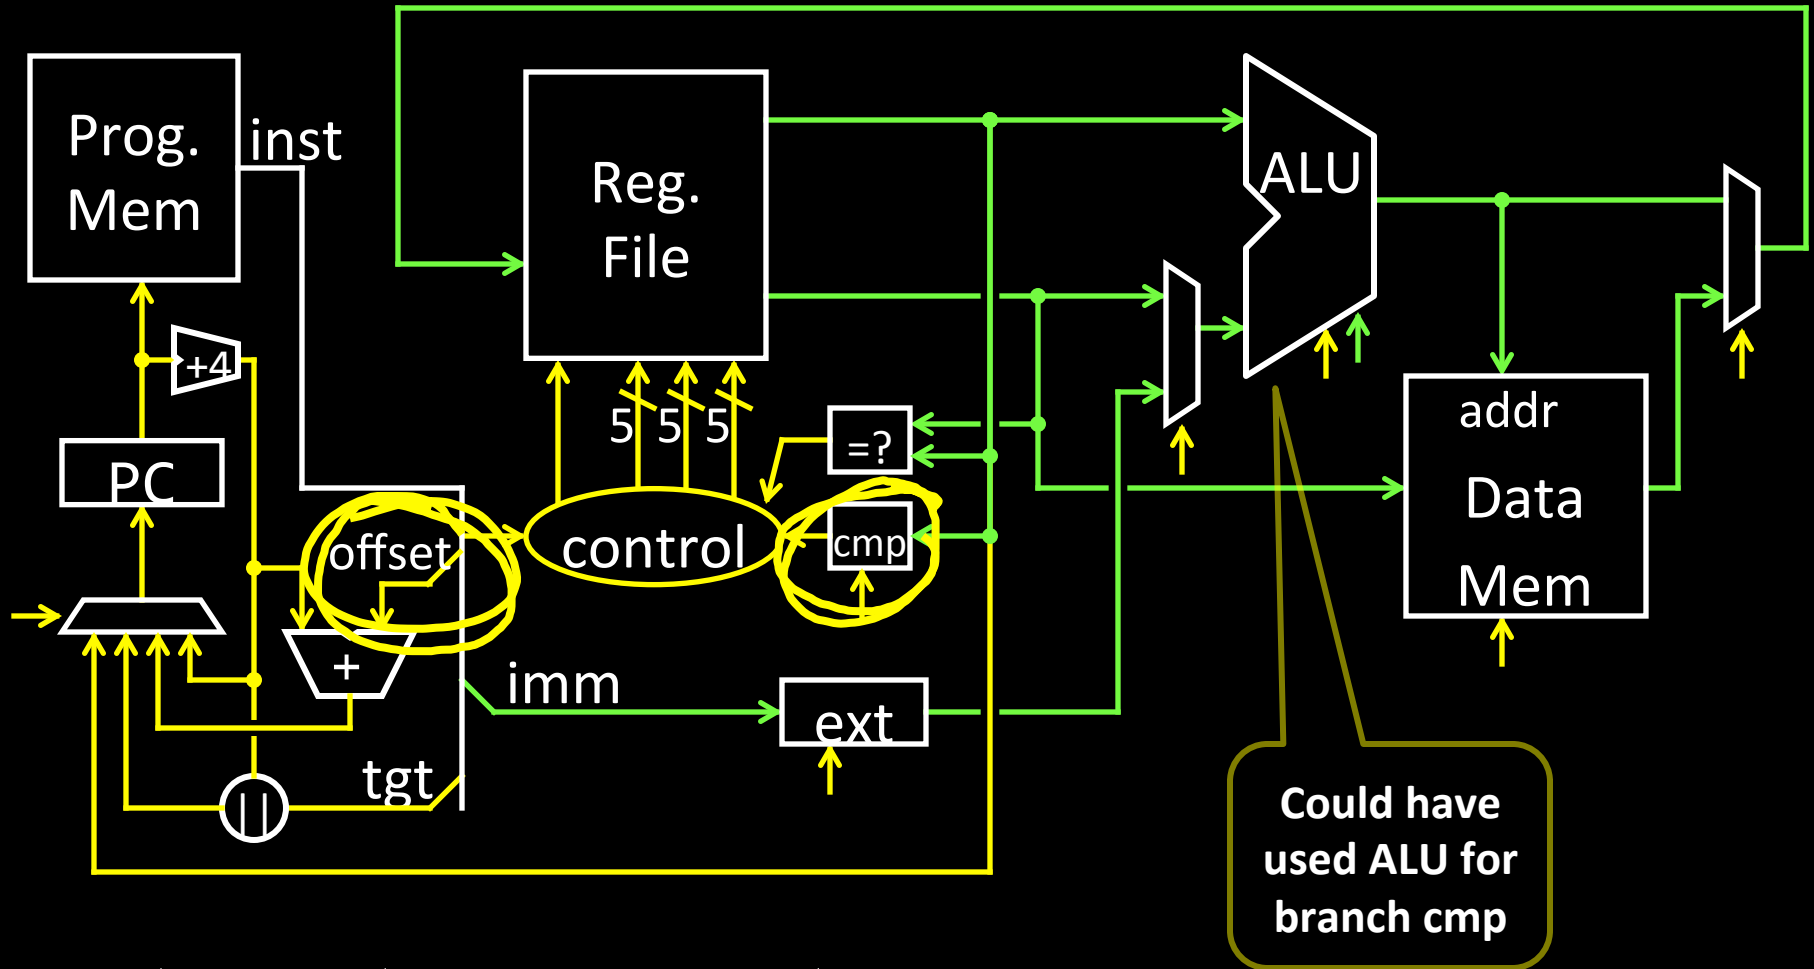 Prog.
Mem
inst
Reg.
File
ALU
+4
PC
5 5 5
=?
addr
Data
Mem
offset
control
cmp
+
imm
ext
tgt
||
Could have
used ALU for
branch cmp